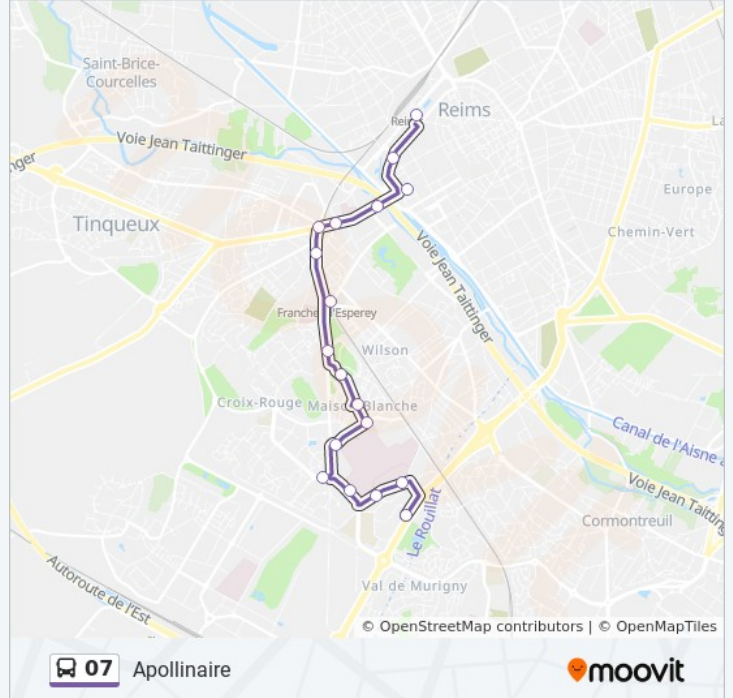 Saint-Brice-
Courcelles
Reims
Voie Jean Taittinger
Europe
Tinqueux
Chemin-Vert
Voie Jean Taittinger
Wilson
Croix-Rouge
Maison Blanche
Canal de l'Aisne a
Voie Jean Taitting
Le Rouillat
Cormontreuil
Autoroute de l'Est
Val de Murigny
© OpenStreetMap contributors | © OpenMapTiles
07 Apollinaire
moovit